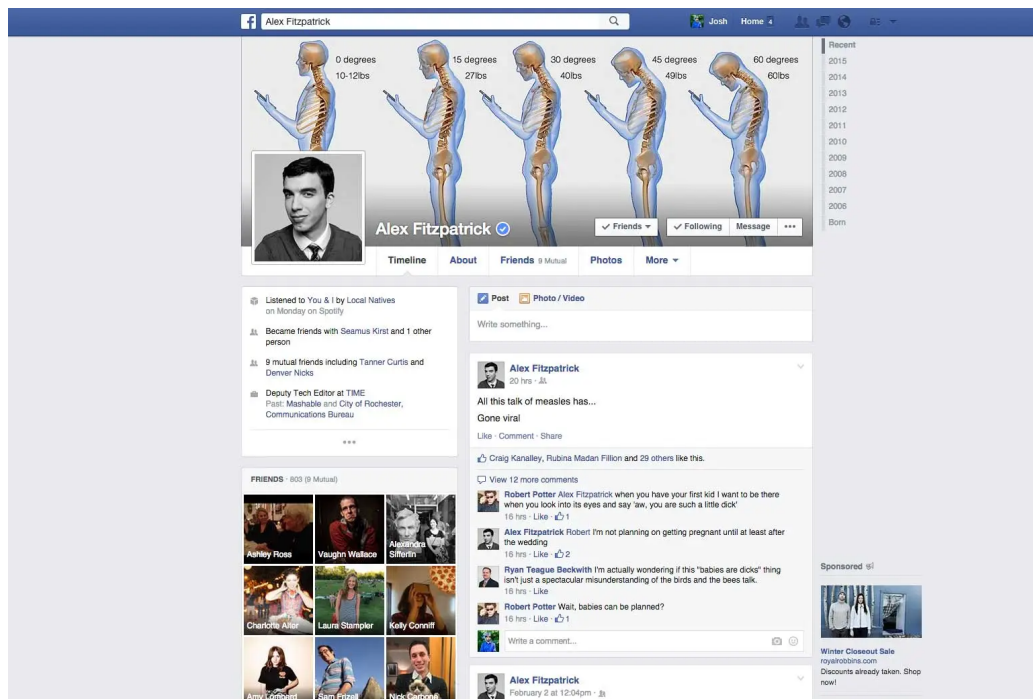 Alex Fitzpatrick
Josh
Home 4
0 degrees
10-12lbs
15 degrees
27lbs
30 degrees
40lbs
45 degrees
49lbs
60 degrees
60lbs
Alex Fitzpatrick
Friends
Following
Message
Timeline
About
Friends 9 Mutual
Photos
More
Recent
2015
2014
2013
2012
2011
2010
2009
2008
2007
2006
Born
Listened to You & I by Local Natives
on Monday on Spotify
Became friends with Seamus Kirst and 1 other
person
9 mutual friends including Tanner Curtis and
Denver Nicks
Deputy Tech Editor at TIME
Past: Mashable and City of Rochester,
Communications Bureau
FRIENDS · 803 (9 Mutual)
Ashley Ross
Vaughn Wallace
Alexandra
Sifferlin
Charlotte Alter
Laura Stampler
Kelly Conniff
Amy Lombard
Sam Frizell
Nick Carbone
Post
Photo / Video
Write something...
Alex Fitzpatrick
20 hrs ·
All this talk of measles has...
Gone viral
Like · Comment · Share
Craig Kanalley, Rubina Madan Fillion and 29 others like this.
View 12 more comments
Robert Potter Alex Fitzpatrick when you have your first kid I want to be there
when you look into its eyes and say 'aw, you are such a little dick'
16 hrs · Like · 1
Alex Fitzpatrick Robert I'm not planning on getting pregnant until at least after
the wedding
16 hrs · Like · 2
Ryan Teague Beckwith I'm actually wondering if this "babies are dicks" thing
isn't just a spectacular misunderstanding of the birds and the bees talk.
16 hrs · Like
Robert Potter Wait, babies can be planned?
16 hrs · Like · 1
Write a comment...
Alex Fitzpatrick
February 2 at 12:04pm ·
Sponsored
Winter Closeout Sale
royalrobbins.com
Discounts already taken. Shop
now!